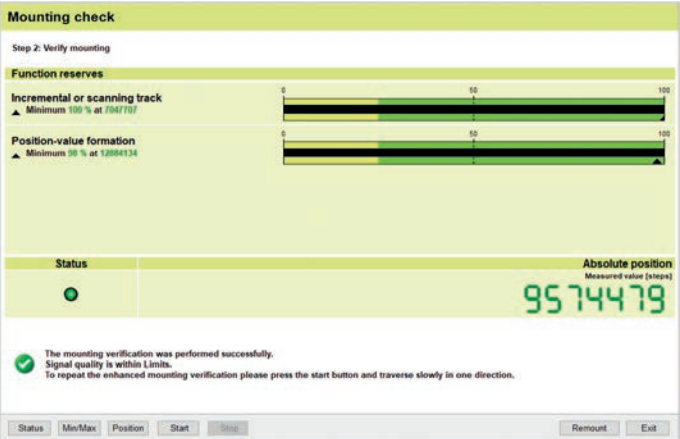 Mounting check
Step 2: Verify mounting
Function reserves
Incremental or scanning track
Minimum 100 % at 7047707
0 50 100
Position-value formation
Minimum 98 % at 12884134
0 50 100
Status
Absolute position
Measured value [steps]
9574479
The mounting verification was performed successfully.
Signal quality is within Limits.
To repeat the enhanced mounting verification please press the start button and traverse slowly in one direction.
Status Min/Max Position Start Stop Remount Exit